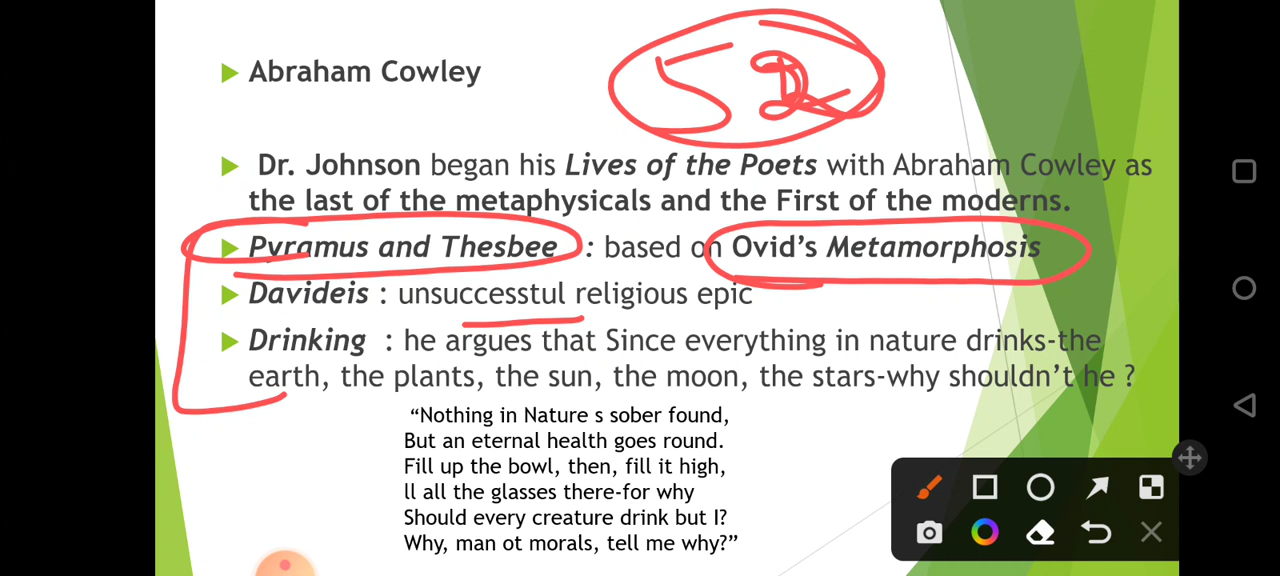 52
Abraham Cowley
Dr. Johnson began his Lives of the Poets with Abraham Cowley as
the last of the metaphysicals and the First of the moderns.
Pyramus and Thesbee : based on Ovid's Metamorphosis
Davideis : unsuccesstul religious epic
Drinking : he argues that Since everything in nature drinks-the
earth, the plants, the sun, the moon, the stars-why shouldn't he ?
“Nothing in Nature s sober found,
But an eternal health goes round.
Fill up the bowl, then, fill it high,
ll all the glasses there-for why
Should every creature drink but I?
Why, man ot morals, tell me why?”